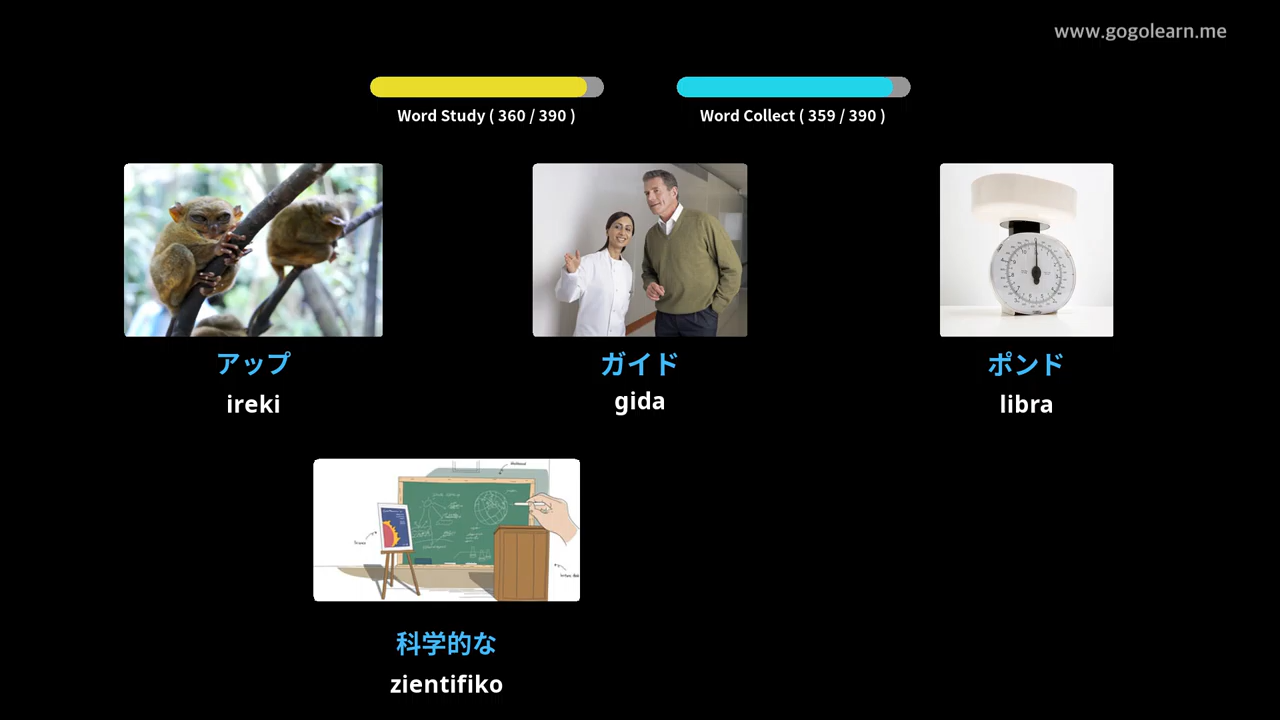 www.gogolearn.me
Word Study ( 360 / 390 )
Word Collect ( 359 / 390 )
アップ
ireki
ガイド
gida
ポンド
libra
科学的な
zientifiko